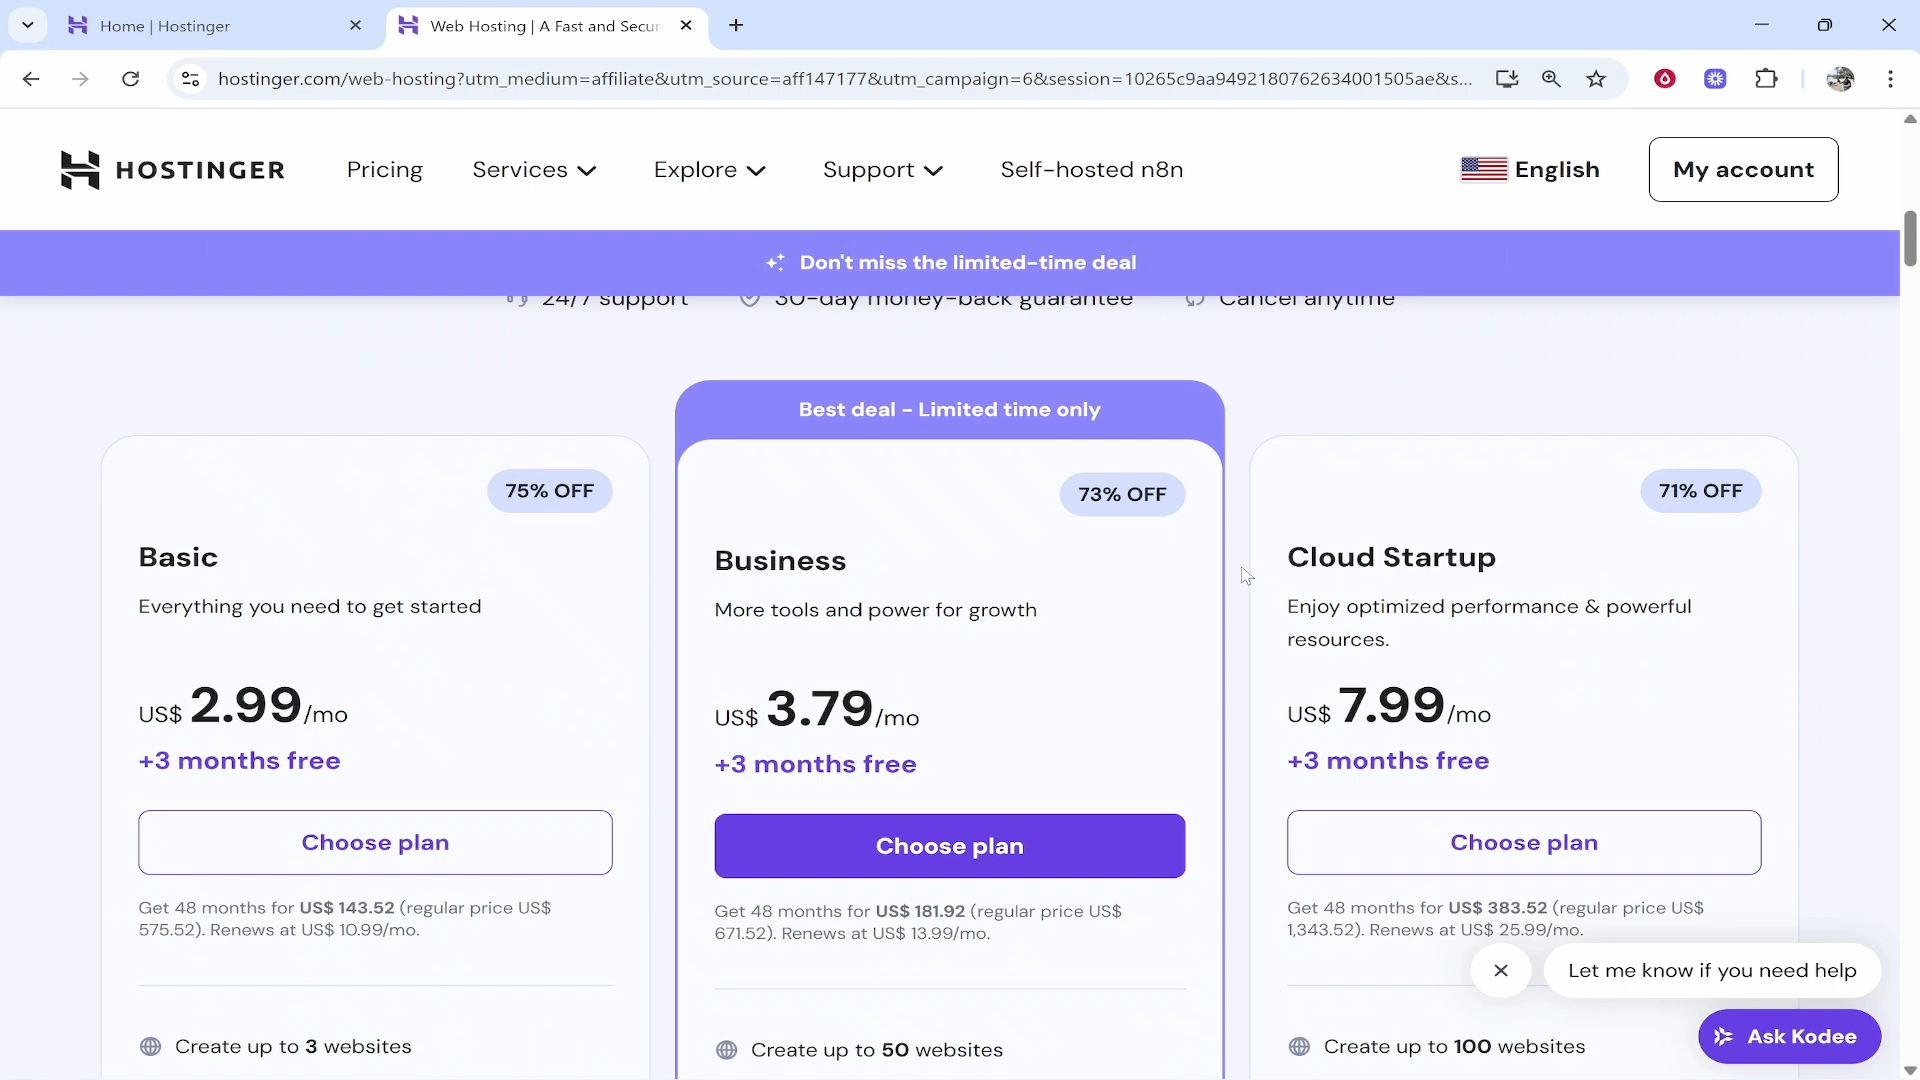 Home | Hostinger
Web Hosting | A Fast and Secur
hostinger.com/web-hosting?utm_medium=affiliate&utm_source=aff147177&utm_campaign=6&session=10265c9aa9492180762634001505ae&s...
HOSTINGER
Pricing
Services
Explore
Support
Self-hosted n8n
English
My account
Don't miss the limited-time deal
24/7 support
30-day money-back guarantee
Cancel anytime
Best deal - Limited time only
75% OFF
Basic
Everything you need to get started
US$ 2.99/mo
+3 months free
Choose plan
Get 48 months for US$ 143.52 (regular price US$
575.52). Renews at US$ 10.99/mo.
Create up to 3 websites
73% OFF
Business
More tools and power for growth
US$ 3.79/mo
+3 months free
Choose plan
Get 48 months for US$ 181.92 (regular price US$
671.52). Renews at US$ 13.99/mo.
Create up to 50 websites
71% OFF
Cloud Startup
Enjoy optimized performance & powerful
resources.
US$ 7.99/mo
+3 months free
Choose plan
Get 48 months for US$ 383.52 (regular price US$
1,343.52). Renews at US$ 25.99/mo.
Create up to 100 websites
Let me know if you need help
Ask Kodee